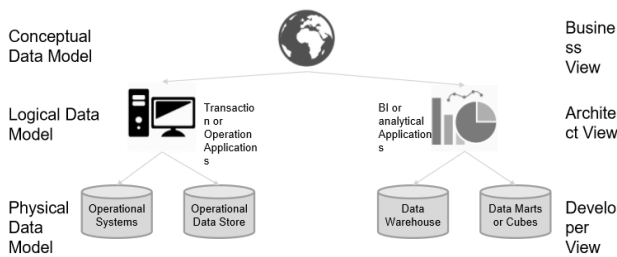 Conceptual
Data Model
Busine
ss
View
Logical Data
Model
Transactio
n or
Operation
Application
s
BI or
analytical
Application
s
Archite
ct View
Physical
Data
Model
Operational
Systems
Operational
Data Store
Data
Warehouse
Data Marts
or Cubes
Develo
per
View